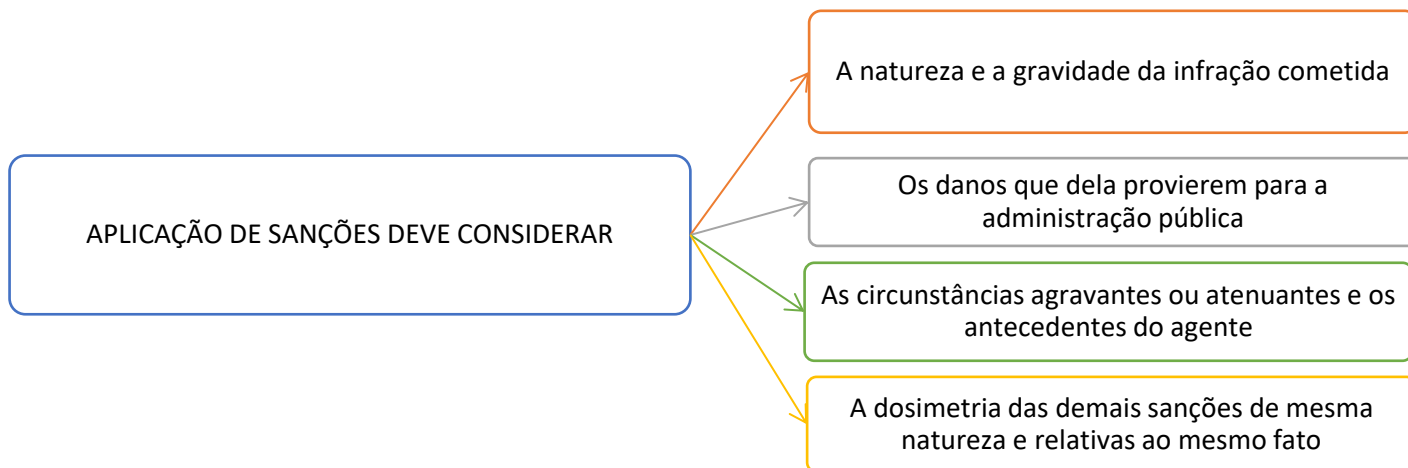 APLICAÇÃO DE SANÇÕES DEVE CONSIDERAR
A natureza e a gravidade da infração cometida
Os danos que dela provierem para a
administração pública
As circunstâncias agravantes ou atenuantes e os
antecedentes do agente
A dosimetria das demais sanções de mesma
natureza e relativas ao mesmo fato